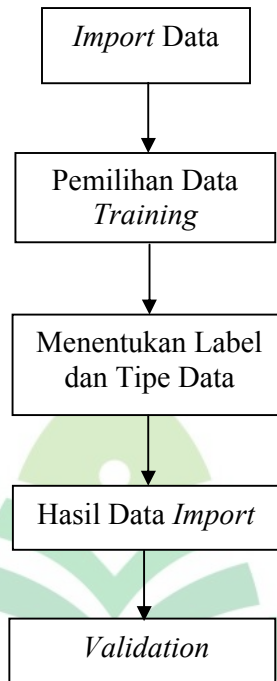 Import Data
Pemilihan Data
Training
Menentukan Label
dan Tipe Data
Hasil Data Import
Validation